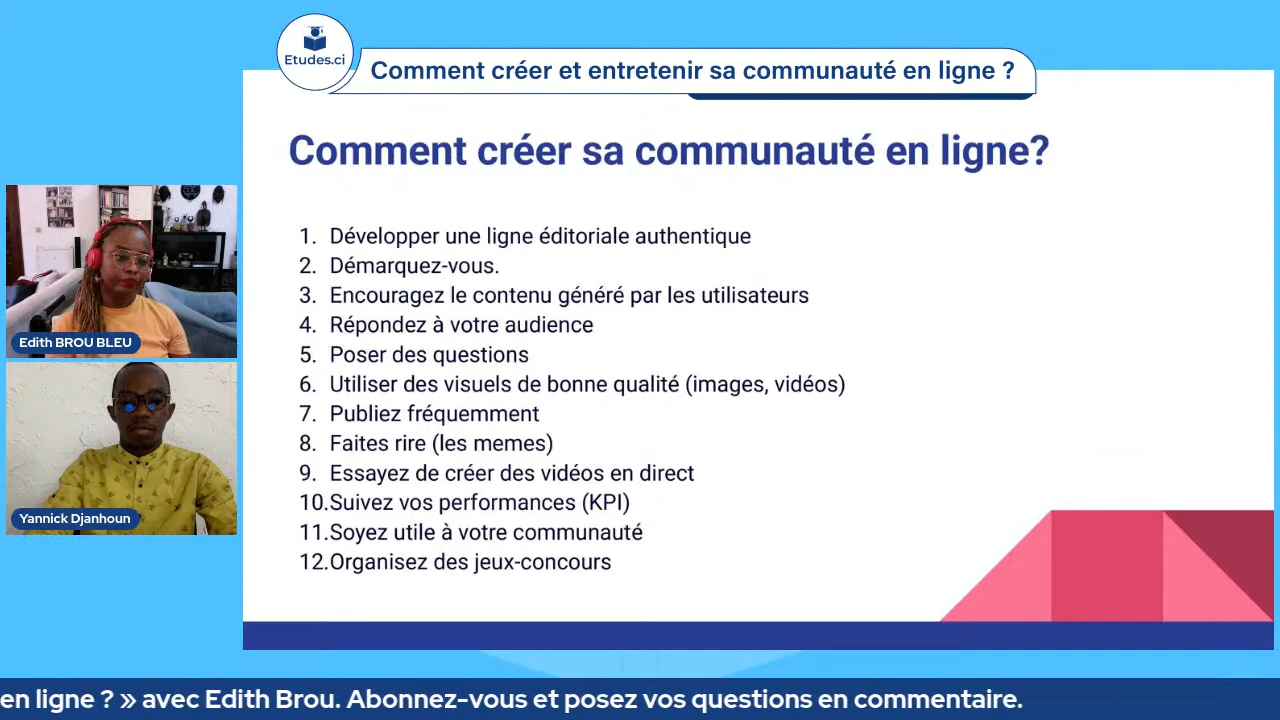 Etudes.ci
Comment créer et entretenir sa communauté en ligne ?
Comment créer sa communauté en ligne?
1. Développer une ligne éditoriale authentique
2. Démarquez-vous.
3. Encouragez le contenu généré par les utilisateurs
4. Répondez à votre audience
5. Poser des questions
6. Utiliser des visuels de bonne qualité (images, vidéos)
7. Publiez fréquemment
8. Faites rire (les memes)
9. Essayez de créer des vidéos en direct
10.Suivez vos performances (KPI)
11.Soyez utile à votre communauté
12.Organisez des jeux-concours
Edith BROU BLEU
Yannick Djanhoun
en ligne ? » avec Edith Brou. Abonnez-vous et posez vos questions en commentaire.